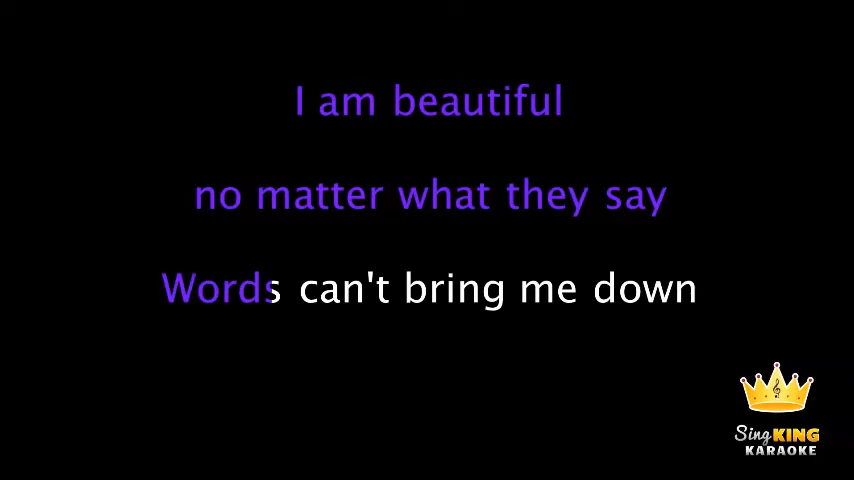 I am beautiful
no matter what they say
Words can't bring me down
Sing KING
KARAOKE